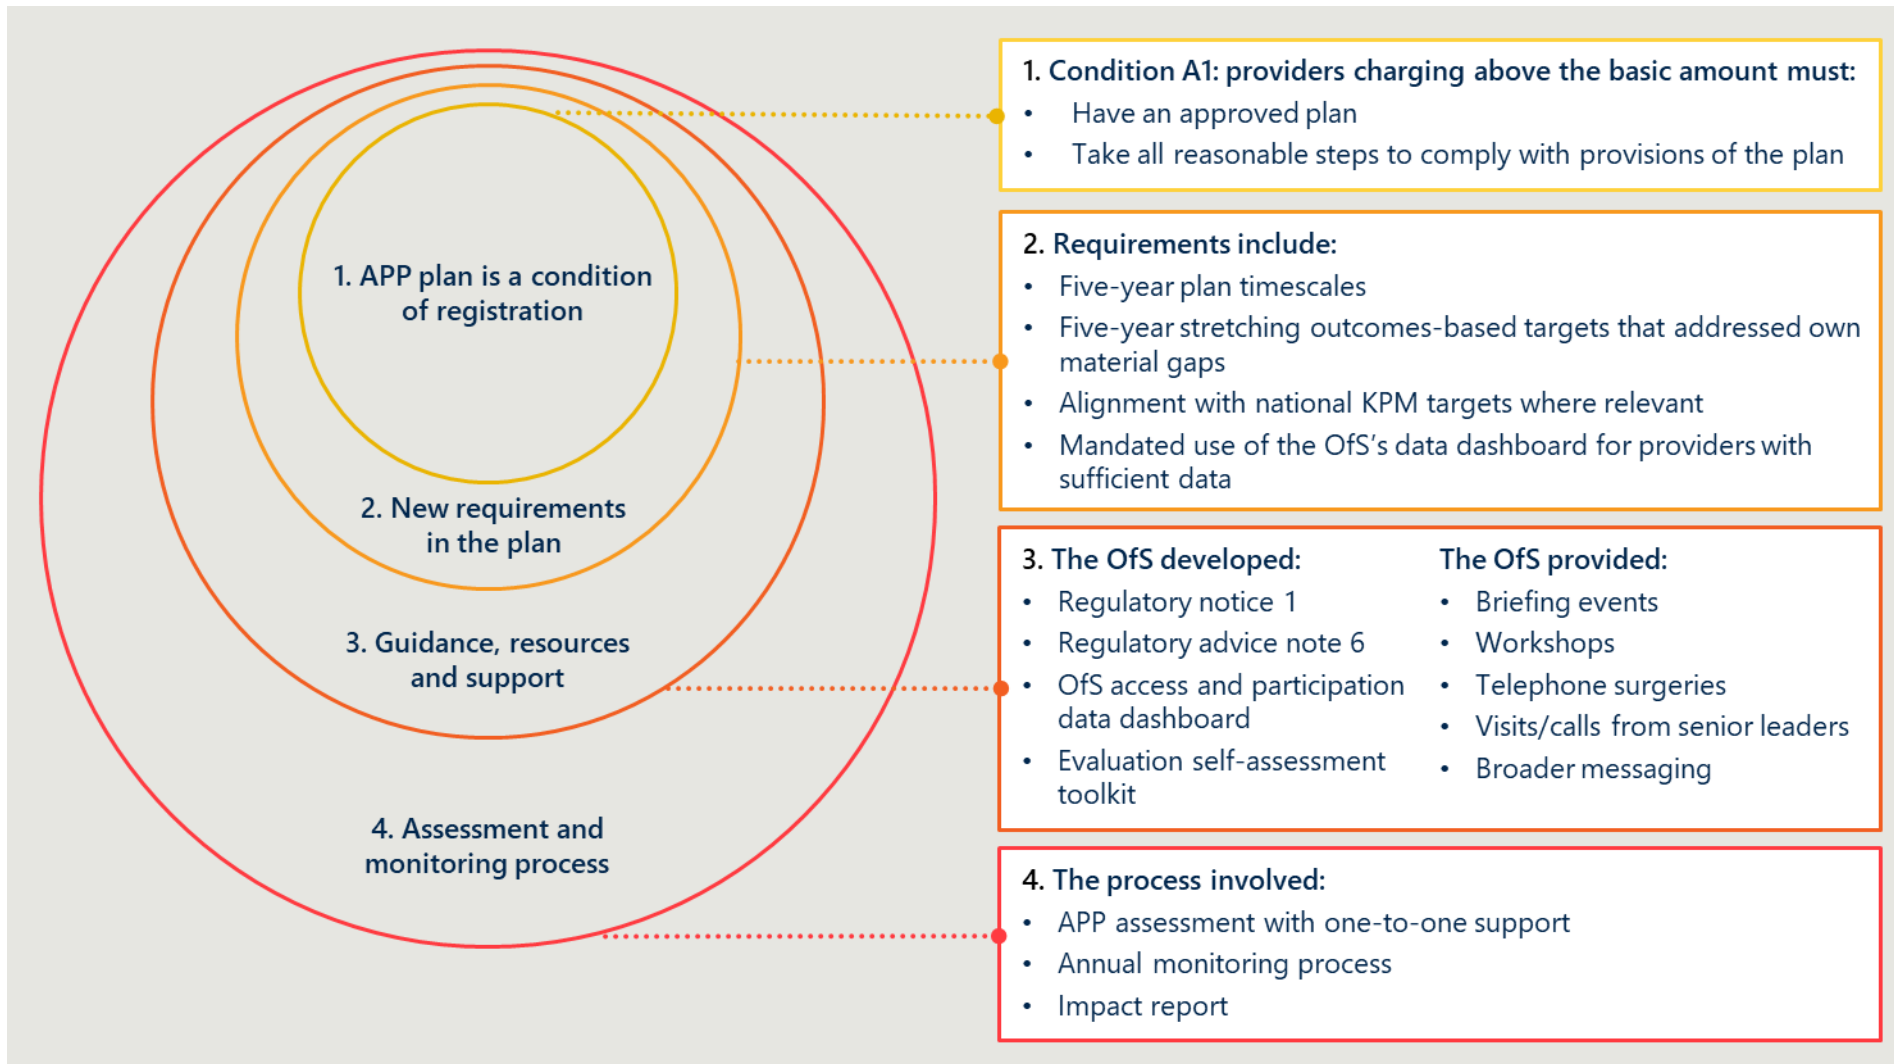 1. APP plan is a condition
of registration
2. New requirements
in the plan
3. Guidance, resources
and support
4. Assessment and
monitoring process
1. Condition A1: providers charging above the basic amount must:
• Have an approved plan
• Take all reasonable steps to comply with provisions of the plan
2. Requirements include:
• Five-year plan timescales
• Five-year stretching outcomes-based targets that addressed own
material gaps
• Alignment with national KPM targets where relevant
• Mandated use of the OfS's data dashboard for providers with
sufficient data
3. The OfS developed:
• Regulatory notice 1
• Regulatory advice note 6
• OfS access and participation
data dashboard
• Evaluation self-assessment
toolkit
The OfS provided:
• Briefing events
• Workshops
• Telephone surgeries
• Visits/calls from senior leaders
• Broader messaging
4. The process involved:
• APP assessment with one-to-one support
• Annual monitoring process
• Impact report